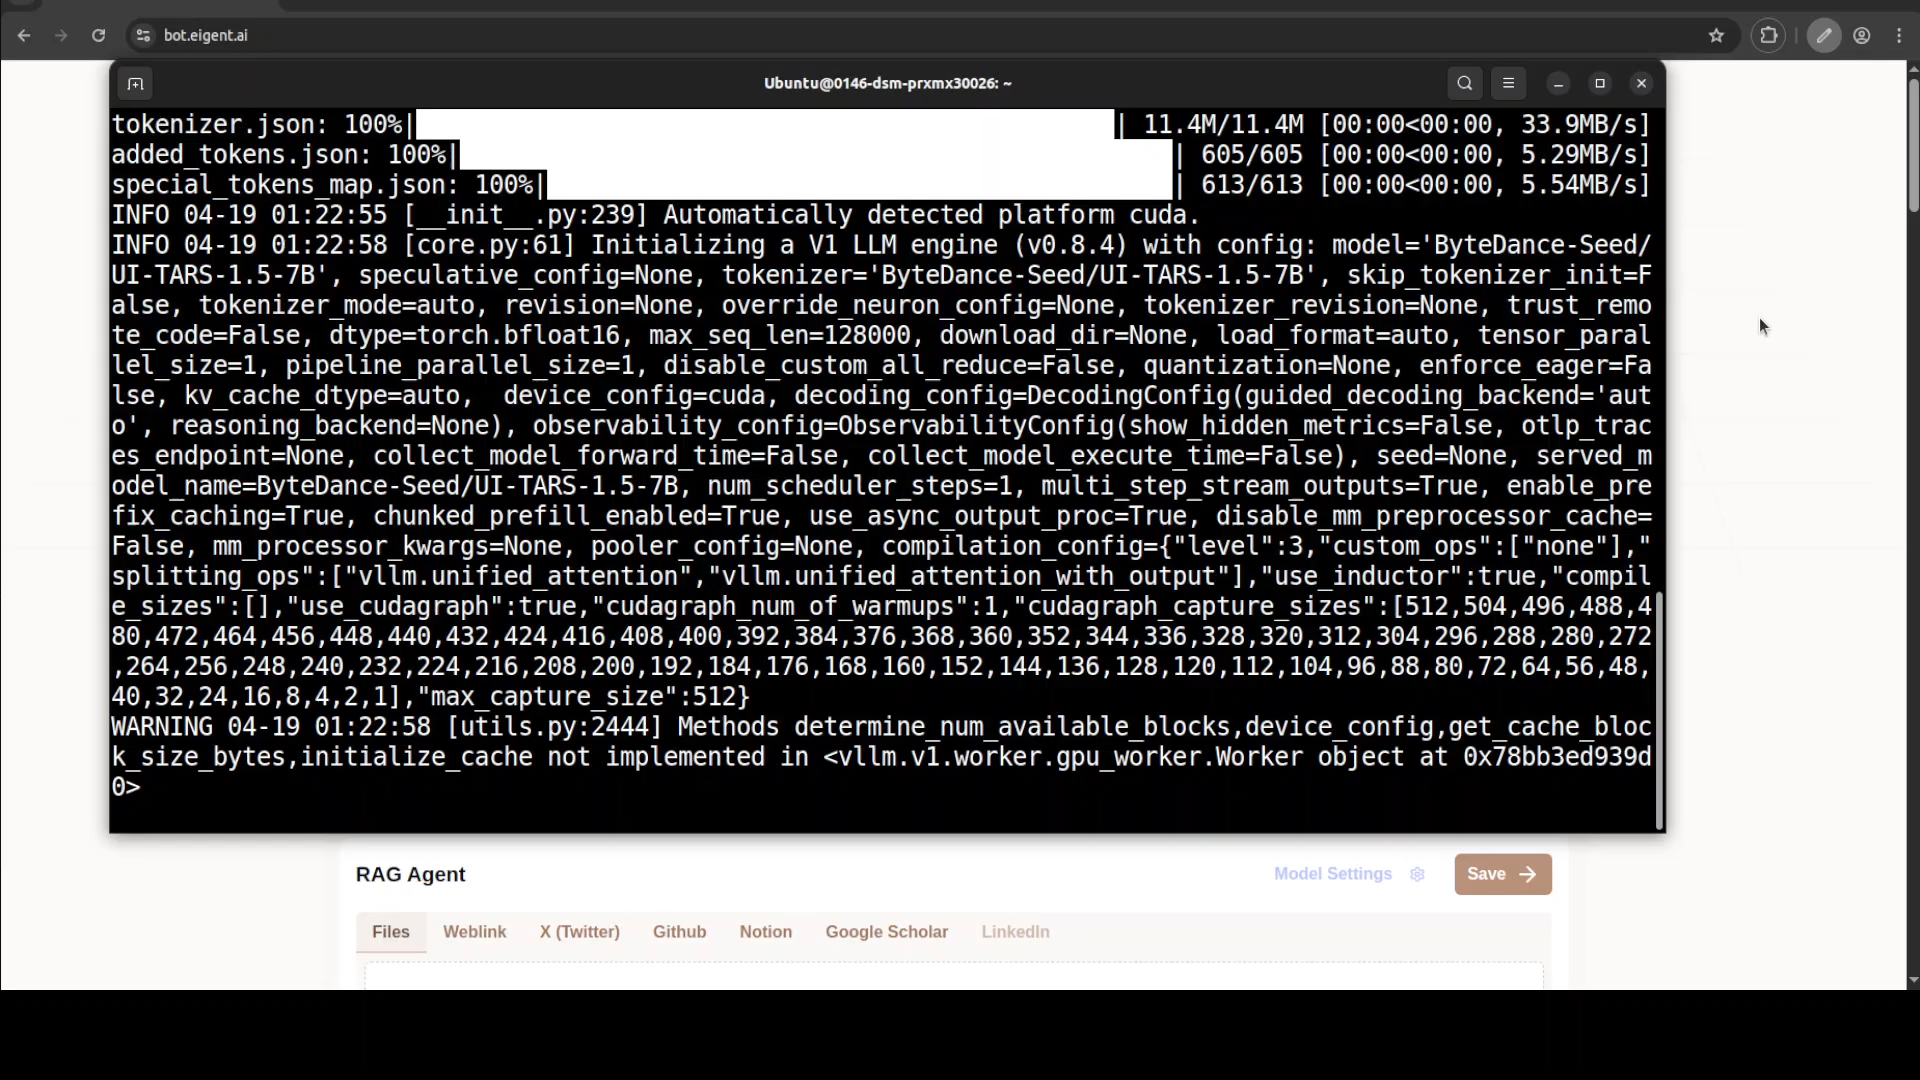 bot.eigent.ai
Ubuntu@0146-dsm-prxmx30026: ~
tokenizer.json: 100%| | 11.4M/11.4M [00:00<00:00, 33.9MB/s]
added_tokens.json: 100%| | 605/605 [00:00<00:00, 5.29MB/s]
special_tokens_map.json: 100%| | 613/613 [00:00<00:00, 5.54MB/s]
INFO 04-19 01:22:55 [__init__.py:239] Automatically detected platform cuda.
INFO 04-19 01:22:58 [core.py:61] Initializing a V1 LLM engine (v0.8.4) with config: model='ByteDance-Seed/
UI-TARS-1.5-7B', speculative_config=None, tokenizer='ByteDance-Seed/UI-TARS-1.5-7B', skip_tokenizer_init=F
alse, tokenizer_mode=auto, revision=None, override_neuron_config=None, tokenizer_revision=None, trust_remo
te_code=False, dtype=torch.bfloat16, max_seq_len=128000, download_dir=None, load_format=auto, tensor_paral
lel_size=1, pipeline_parallel_size=1, disable_custom_all_reduce=False, quantization=None, enforce_eager=Fa
lse, kv_cache_dtype=auto,  device_config=cuda, decoding_config=DecodingConfig(guided_decoding_backend='aut
o', reasoning_backend=None), observability_config=ObservabilityConfig(show_hidden_metrics=False, otlp_trac
es_endpoint=None, collect_model_forward_time=False, collect_model_execute_time=False), seed=None, served_m
odel_name=ByteDance-Seed/UI-TARS-1.5-7B, num_scheduler_steps=1, multi_step_stream_outputs=True, enable_pre
fix_caching=True, chunked_prefill_enabled=True, use_async_output_proc=True, disable_mm_preprocessor_cache=
False, mm_processor_kwargs=None, pooler_config=None, compilation_config={"level":3,"custom_ops":["none"],"
splitting_ops":["vllm.unified_attention","vllm.unified_attention_with_output"],"use_inductor":true,"compil
e_sizes":[],"use_cudagraph":true,"cudagraph_num_of_warmups":1,"cudagraph_capture_sizes":[512,504,496,488,4
80,472,464,456,448,440,432,424,416,408,400,392,384,376,368,360,352,344,336,328,320,312,304,296,288,280,272
,264,256,248,240,232,224,216,208,200,192,184,176,168,160,152,144,136,128,120,112,104,96,88,80,72,64,56,48,
40,32,24,16,8,4,2,1],"max_capture_size":512}
WARNING 04-19 01:22:58 [utils.py:2444] Methods determine_num_available_blocks,device_config,get_cache_bloc
k_size_bytes,initialize_cache not implemented in <vllm.v1.worker.gpu_worker.Worker object at 0x78bb3ed939d
0>
RAG Agent
Model Settings
Save
Files Weblink X (Twitter) Github Notion Google Scholar LinkedIn